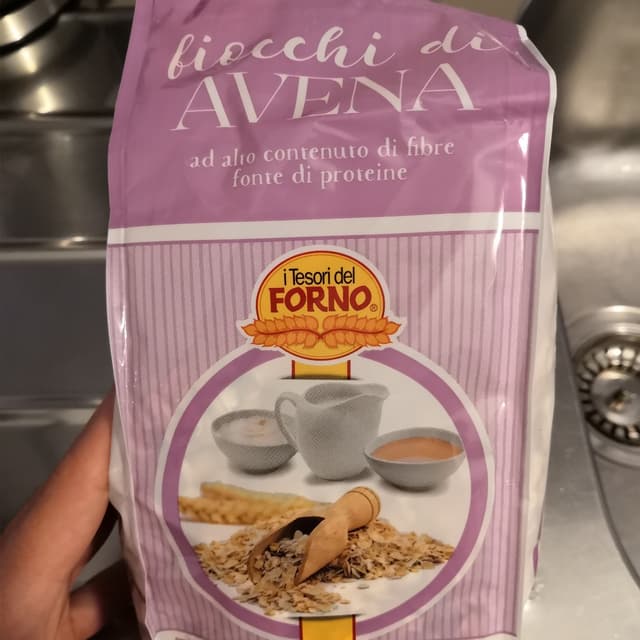 fiocchi di
AVENA
ad alto contenuto di fibre
fonte di proteine
i Tesori del
FORNO®